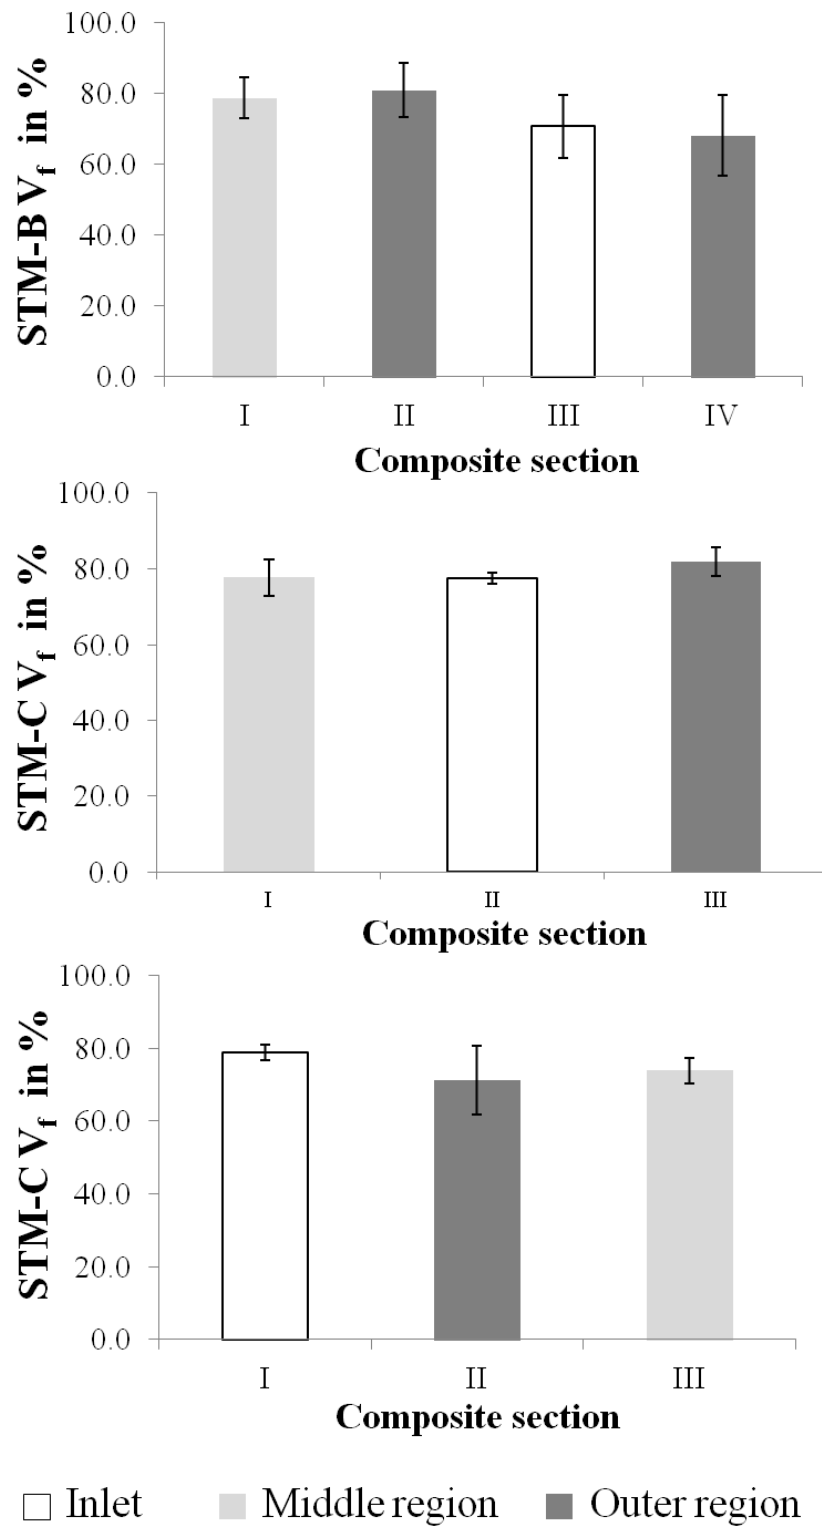 STM-B Vf in %
100.0
80.0
60.0
40.0
20.0
0.0
I II III IV
Composite section
STM-C Vf in %
100.0
80.0
60.0
40.0
20.0
0.0
I II III
Composite section
STM-C Vf in %
100.0
80.0
60.0
40.0
20.0
0.0
I II III
Composite section
Inlet Middle region Outer region